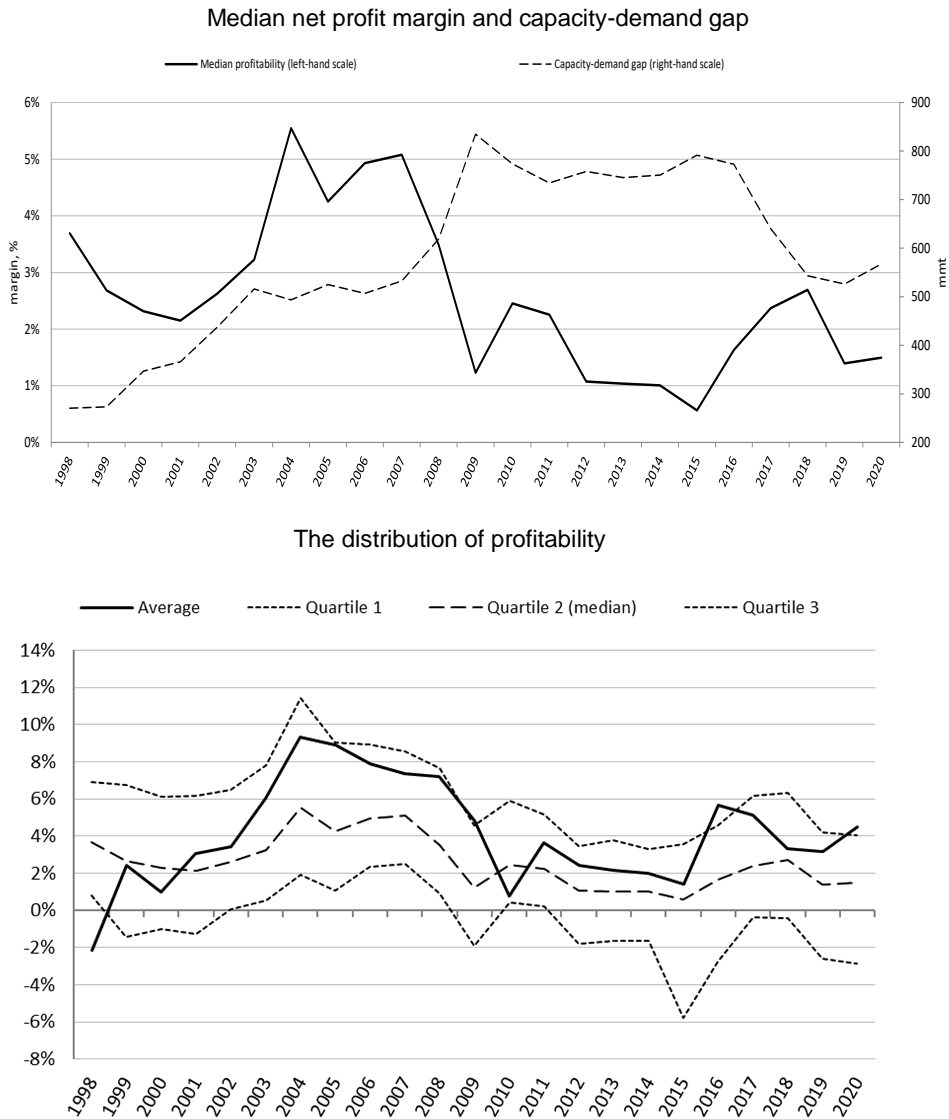 Median net profit margin and capacity-demand gap
Median profitability (left-hand scale) Capacity-demand gap (right-hand scale)
6% 900
5% 800
700
4% 600
margin, %
3% 500
mmt
2% 400
1% 300
0% 200
1998 1999 2000 2001 2002 2003 2004 2005 2006 2007 2008 2009 2010 2011 2012 2013 2014 2015 2016 2017 2018 2019 2020
The distribution of profitability
Average Quartile 1 Quartile 2 (median) Quartile 3
14%
12%
10%
8%
6%
4%
2%
0%
-2%
-4%
-6%
-8%
1998 1999 2000 2001 2002 2003 2004 2005 2006 2007 2008 2009 2010 2011 2012 2013 2014 2015 2016 2017 2018 2019 2020